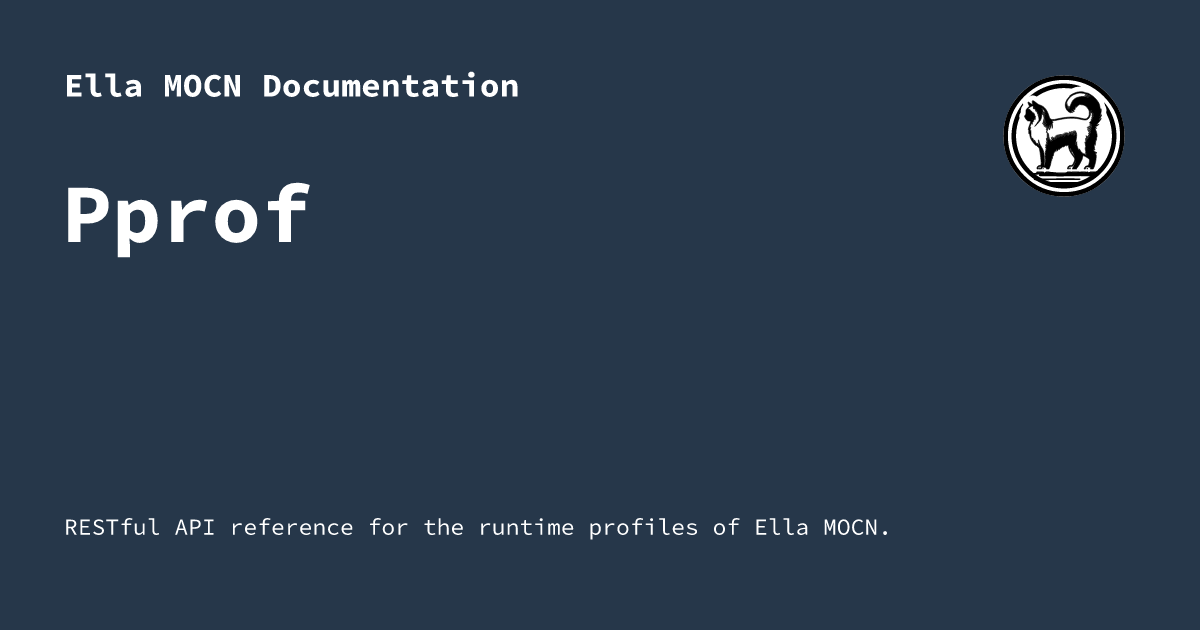 Ella MOCN Documentation
Pprof
RESTful API reference for the runtime profiles of Ella MOCN.